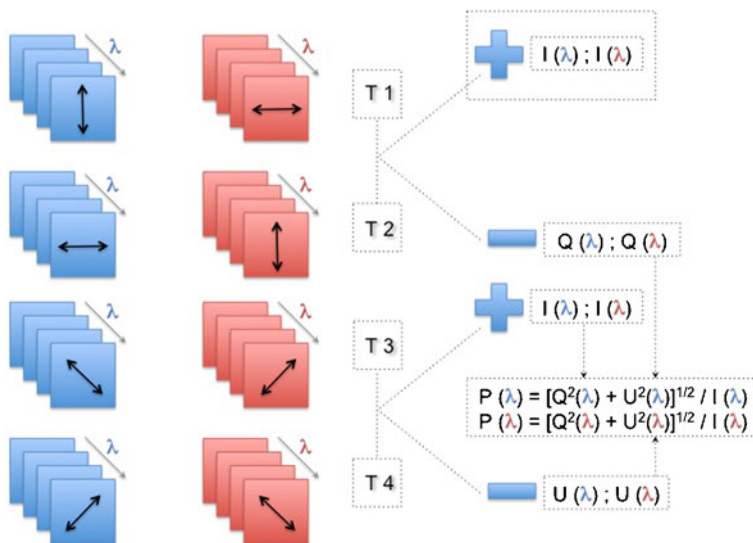 λ
λ
T 1
I (λ) ; I (λ)
λ
λ
T 2
Q (λ) ; Q (λ)
λ
λ
T 3
I (λ) ; I (λ)
P (λ) = [Q²(λ) + U²(λ)]¹/² / I (λ)
P (λ) = [Q²(λ) + U²(λ)]¹/² / I (λ)
λ
λ
T 4
U (λ) ; U (λ)